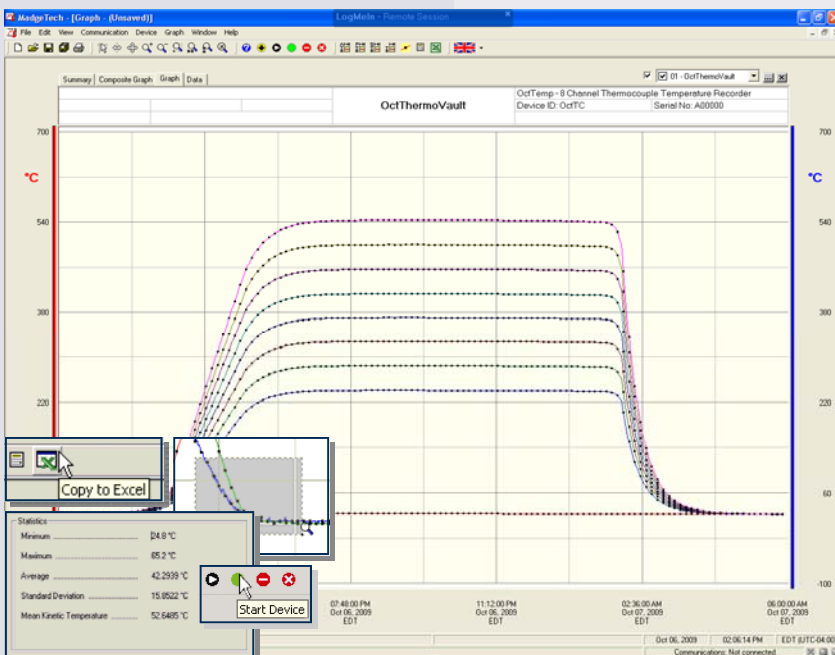 MadgeTech - [Graph - (Unsaved)]
LogMeIn - Remote Session
File Edit View Communication Device Graph Window Help
Summary Composite Graph Graph Data
01 - OctThermoVault
OctThermoVault
OctTemp - 8 Channel Thermocouple Temperature Recorder
Device ID: OctTC Serial No: A00000
700 700
°C °C
540 540
380 380
220 220
Copy to Excel
60
Statistics
Minimum 24.8 °C
Maximum 65.2 °C
Average 42.2939 °C
Standard Deviation 15.8522 °C
Mean Kinetic Temperature 52.6485 °C
Start Device
-100
07:48:00 PM 11:12:00 PM 02:36:00 AM 06:00:00 AM
Oct 06, 2009 Oct 06, 2009 Oct 07, 2009 Oct 07, 2009
EDT EDT EDT EDT
Oct 06, 2009 02:06:14 PM EDT (UTC-04:00
Communications: Not connected